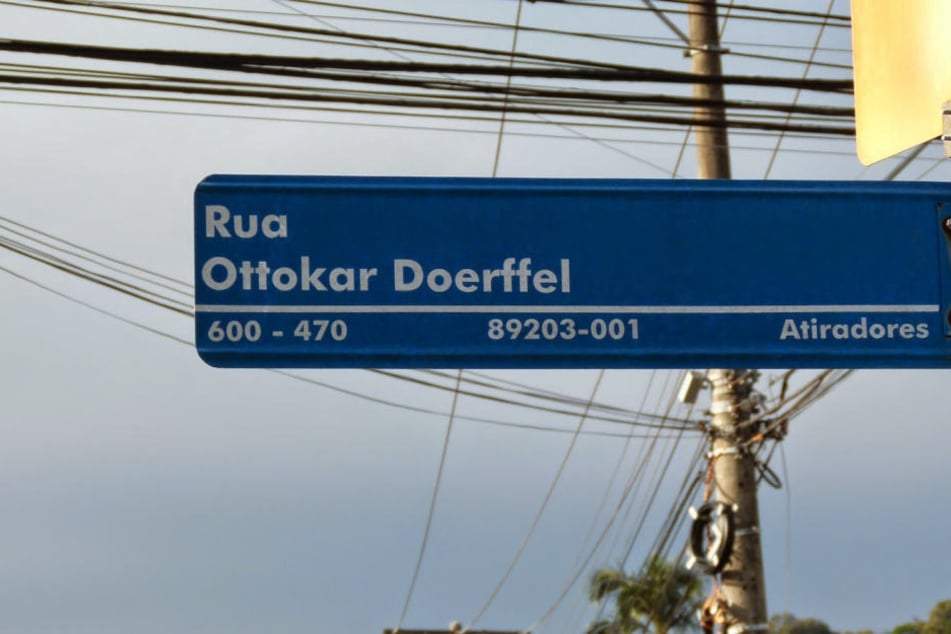 Rua
Ottokar Doerffel
600 - 470 89203-001 Atiradores